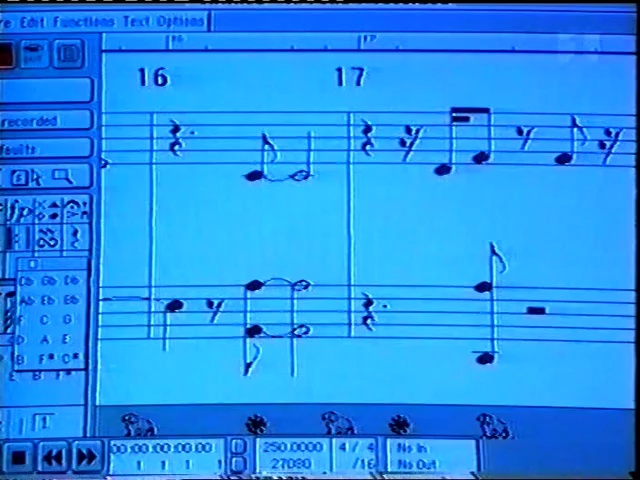 re Edit Functions Text Options
16 17
16 17
recorded
faults
Cb Gb Db
Ab Eb Bb
F C G
D A E
B F# C#
1
00:00:00:00.00 250.0000 4 / 4 No In
1 1 1 1 27080 /16 No Out